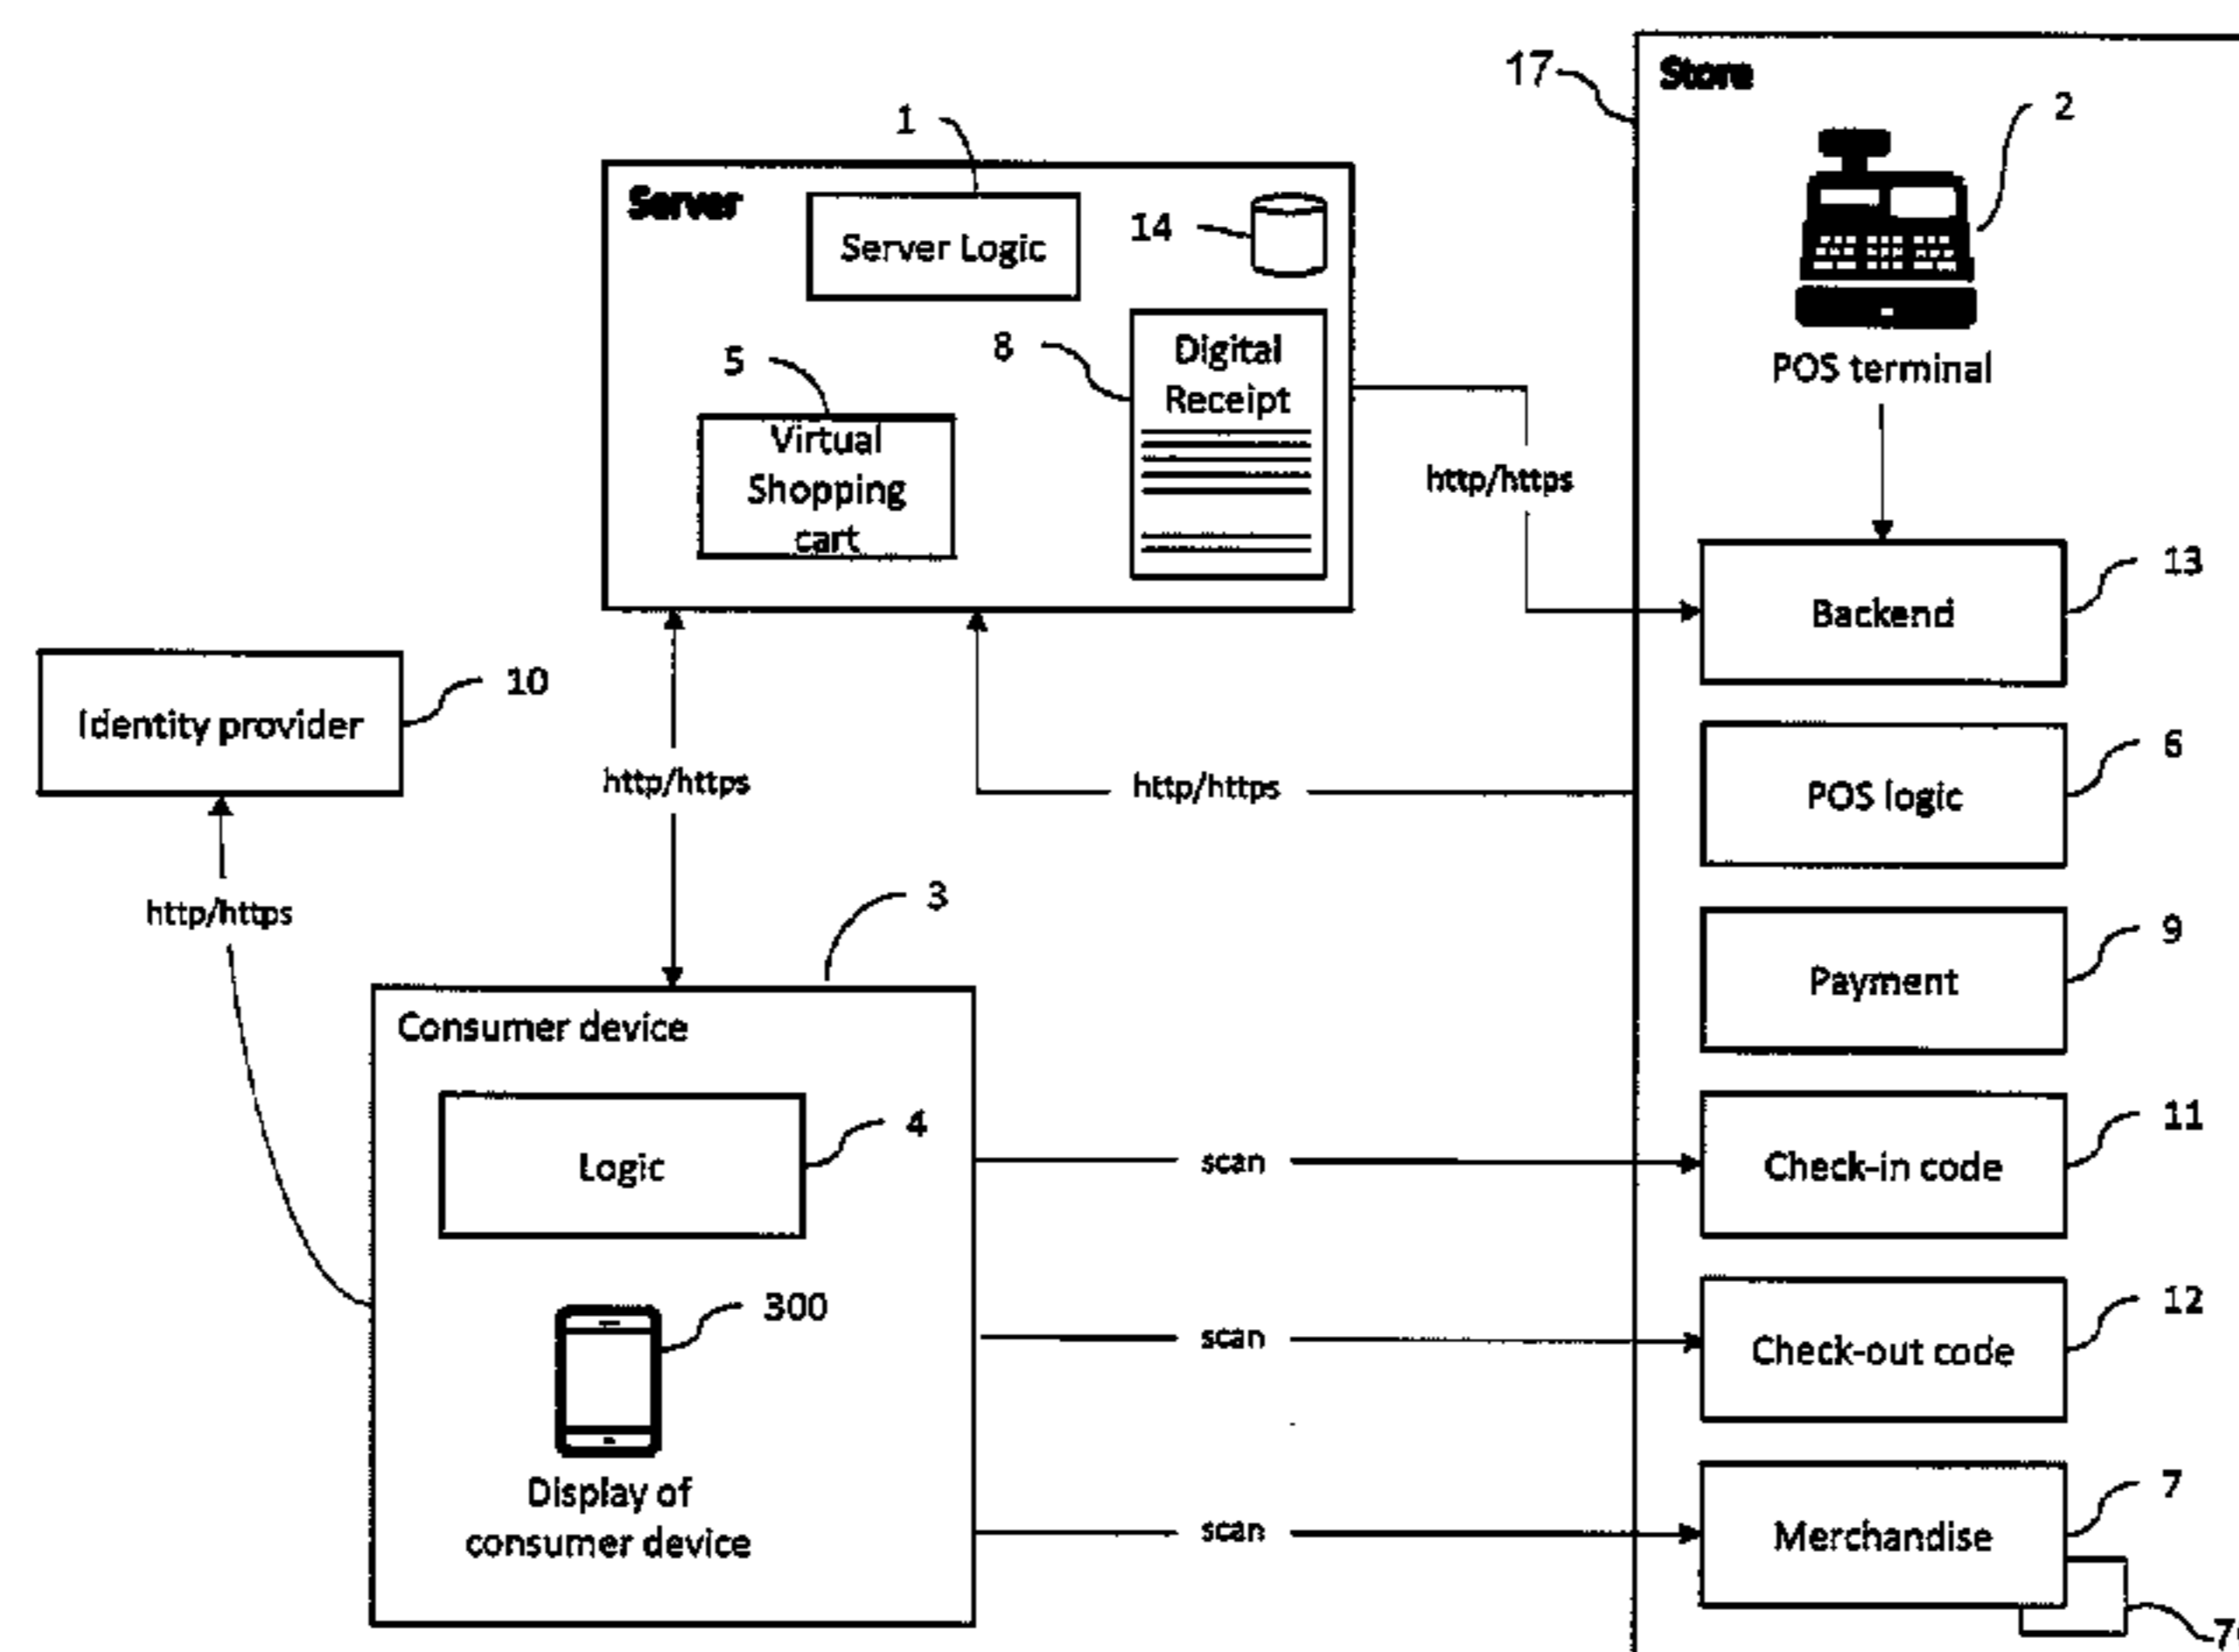 17
Store
2
1
Server
Server Logic
14
8
Digital
Receipt
5
Virtual
Shopping
cart
POS terminal
http/https
Backend
13
Identity provider
10
http/https
http/https
POS logic
6
http/https
3
Payment
9
Consumer device
Logic
4
scan
Check-in code
11
300
scan
Check-out code
12
Display of
consumer device
scan
Merchandise
7
7